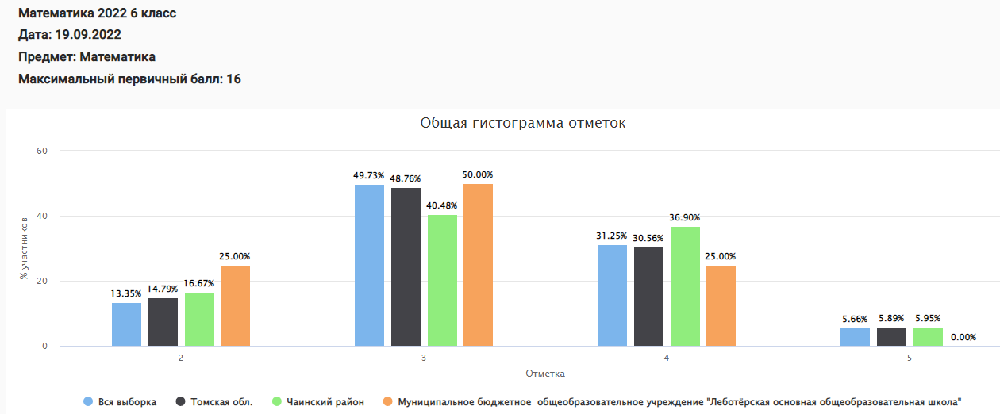 Математика 2022 6 класс
Дата: 19.09.2022
Предмет: Математика
Максимальный первичный балл: 16
Общая гистограмма отметок
% участников
60
40
20
0
13.35% 14.79% 16.67% 25.00%
49.73% 48.76% 40.48% 50.00%
31.25% 30.56% 36.90% 25.00%
5.66% 5.89% 5.95% 0.00%
2 3 4 5
Отметка
Вся выборка Томская обл. Чаинский район Муниципальное бюджетное общеобразовательное учреждение "Леботёрская основная общеобразовательная школа"